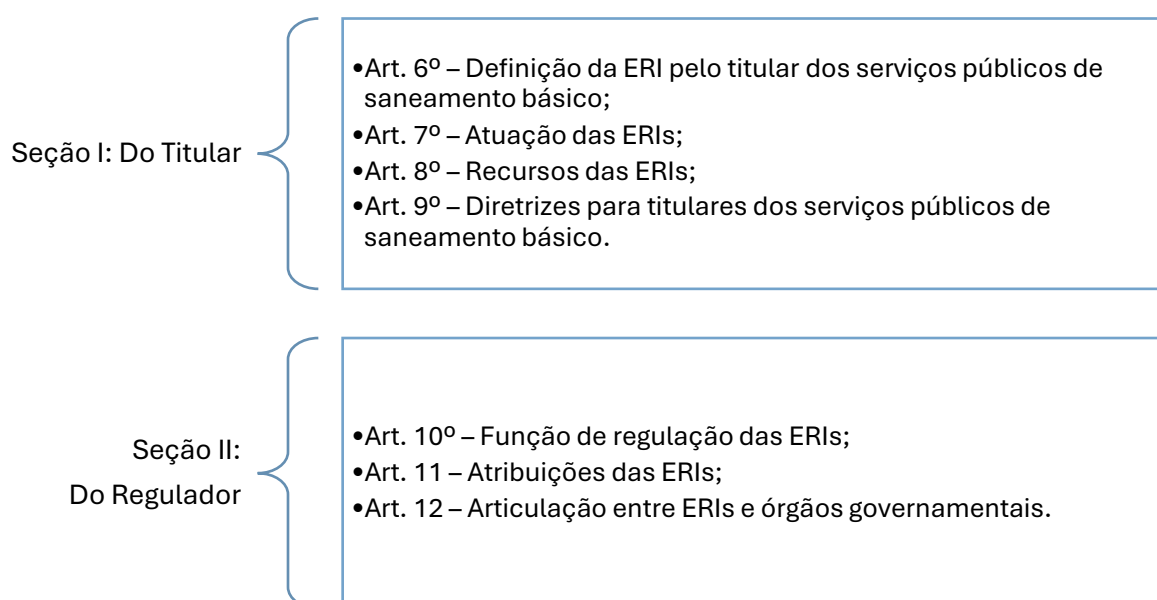 Seção I: Do Titular
•Art. 6º – Definição da ERI pelo titular dos serviços públicos de
saneamento básico;
•Art. 7º – Atuação das ERIs;
•Art. 8º – Recursos das ERIs;
•Art. 9º – Diretrizes para titulares dos serviços públicos de
saneamento básico.
Seção II:
Do Regulador
•Art. 10º – Função de regulação das ERIs;
•Art. 11 – Atribuições das ERIs;
•Art. 12 – Articulação entre ERIs e órgãos governamentais.